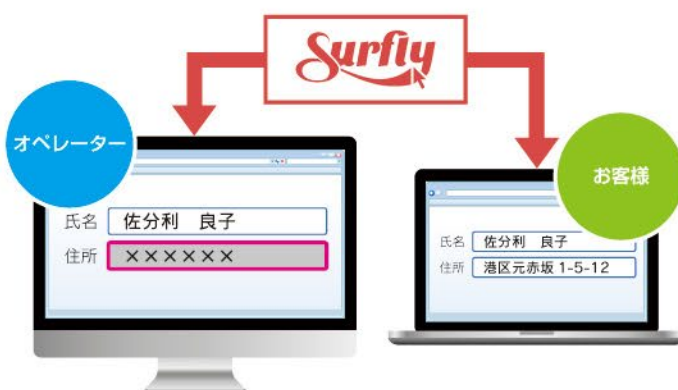 Surfly
オペレーター
お客様
氏名 佐分利 良子
住所 ××××××
氏名 佐分利 良子
住所 港区元赤坂 1-5-12